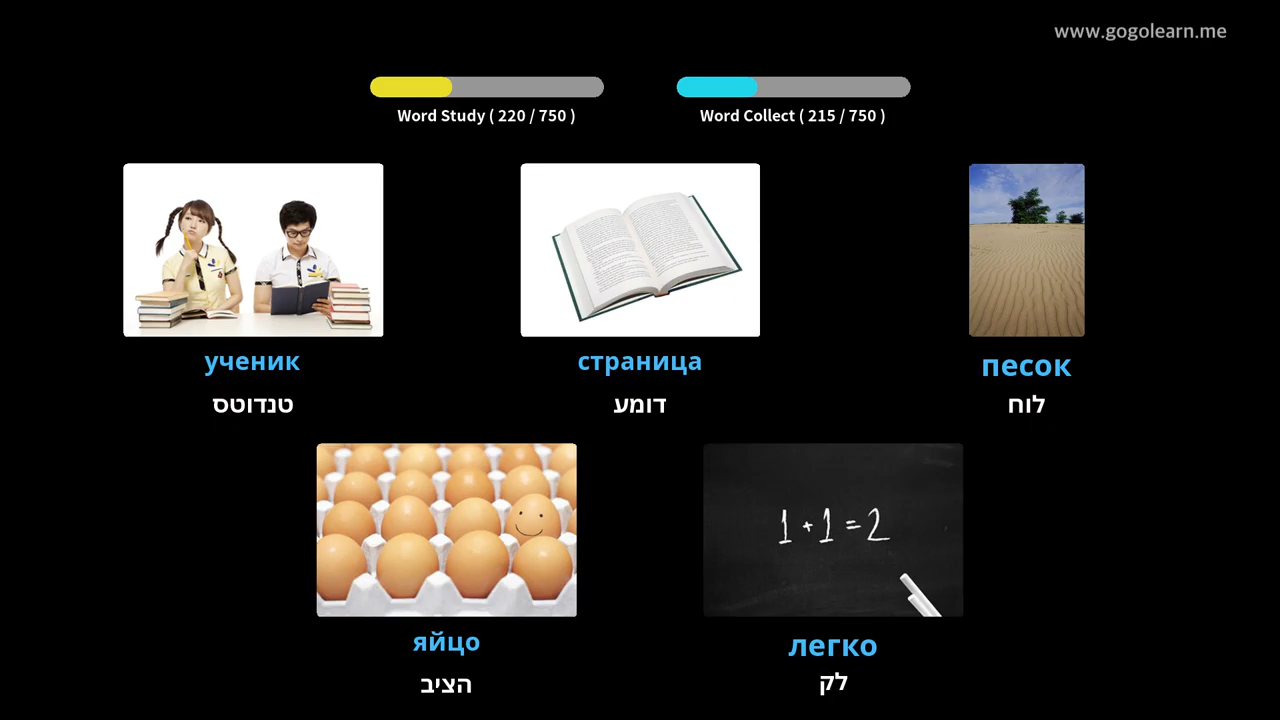 www.gogolearn.me
Word Study ( 220 / 750 )
Word Collect ( 215 / 750 )
ученик
טנדוטס
страница
דומע
песок
לוח
яйцо
הציב
1 + 1 = 2
легко
לק